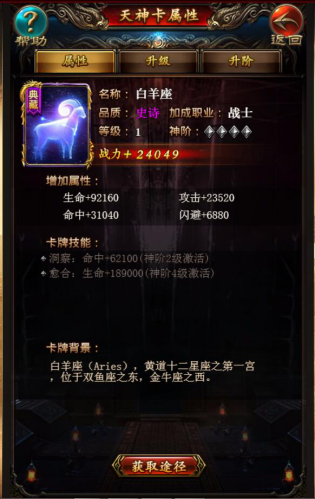 天神卡属性
帮助
返回
属性
升级
升阶
典藏
名称：白羊座
品质：史诗 加成职业：战士
等级：1 神阶：
战力+24049
增加属性：
生命+92160 攻击+23520
命中+31040 闪避+6880
卡牌技能：
洞察：命中+62100(神阶2级激活)
愈合：生命+189000(神阶4级激活)
卡牌背景：
白羊座（Aries），黄道十二星座之第一宫
，位于双鱼座之东，金牛座之西。
获取途径